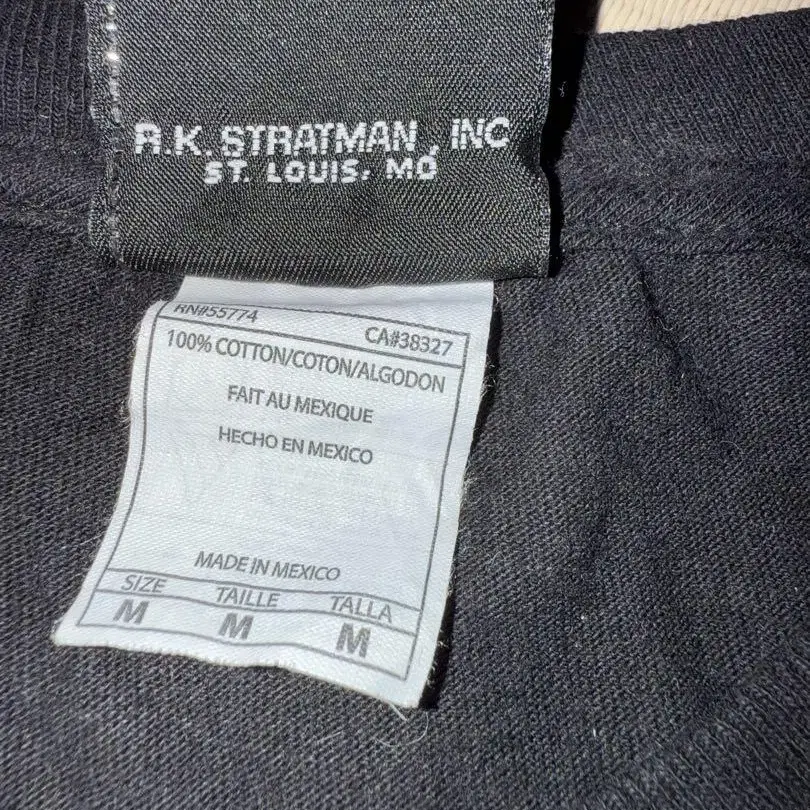 R.K. STRATMAN, INC
ST. LOUIS, MO
RN#55774
CA#38327
100% COTTON/COTON/ALGODON
FAIT AU MEXIQUE
HECHO EN MEXICO
MADE IN MEXICO
SIZE TAILLE TALLA
M M M